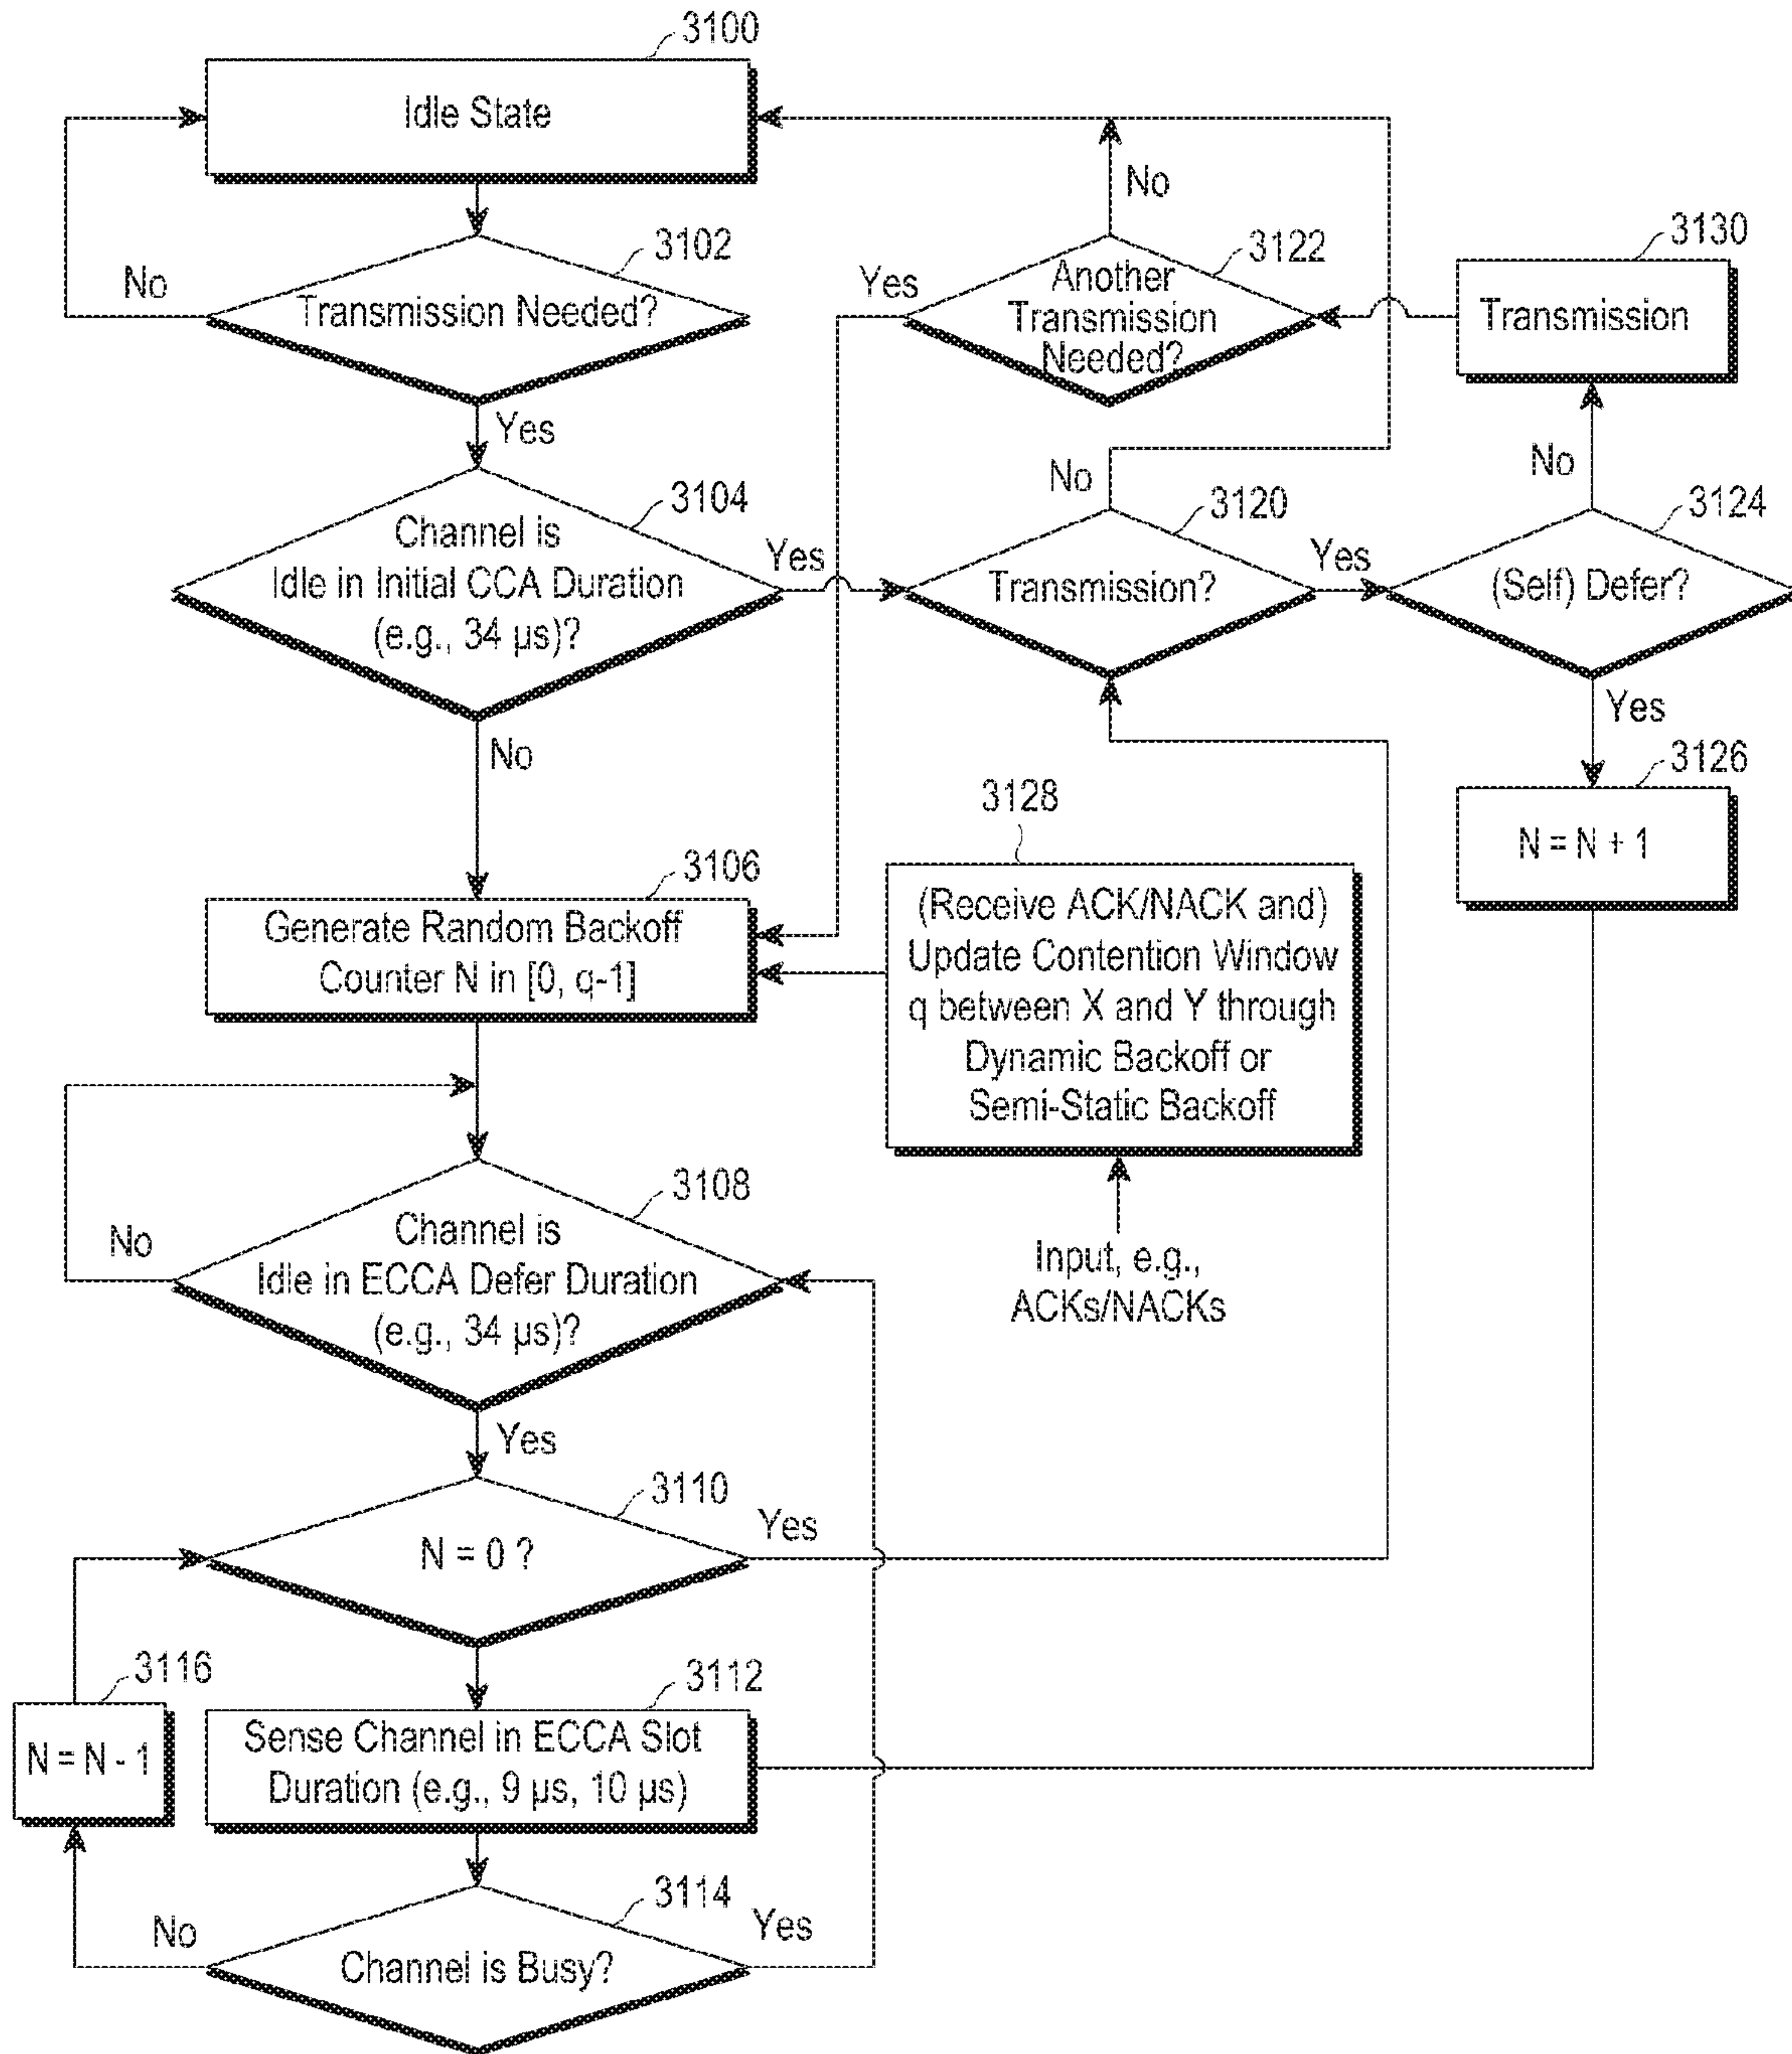 3100
Idle State
3102
No
Transmission Needed?
Yes
3104
Channel is
Idle in Initial CCA Duration
(e.g., 34 µs)?
Yes
No
3106
Generate Random Backoff
Counter N in [0, q-1]
3108
No
Channel is
Idle in ECCA Defer Duration
(e.g., 34 µs)?
Yes
3110
N = 0 ?
Yes
3116
N = N - 1
3112
Sense Channel in ECCA Slot
Duration (e.g., 9 µs, 10 µs)
3114
No
Channel is Busy?
Yes
No
3122
Yes
Another
Transmission
Needed?
3130
Transmission
No
3120
Transmission?
Yes
No
3124
(Self) Defer?
Yes
3126
N = N + 1
3128
(Receive ACK/NACK and)
Update Contention Window
q between X and Y through
Dynamic Backoff or
Semi-Static Backoff
Input, e.g.,
ACKs/NACKs